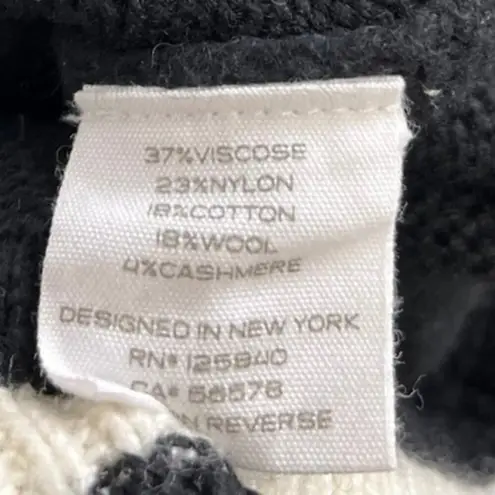 37%VISCOSE
23%NYLON
18%COTTON
18%WOOL
4%CASHMERE
DESIGNED IN NEW YORK
RN# 125840
CA# 56578
REVERSE